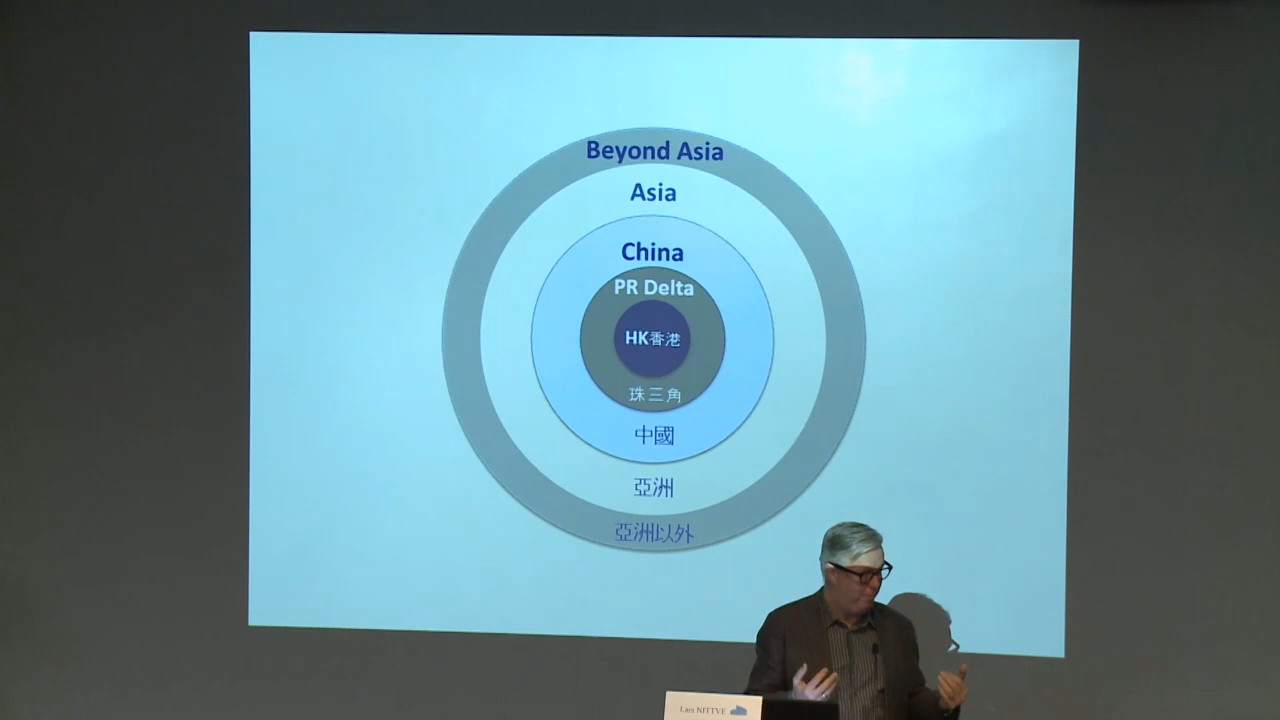 Beyond Asia
Asia
China
PR Delta
HK香港
珠三角
中國
亞洲
亞洲以外
Lars NITTVE